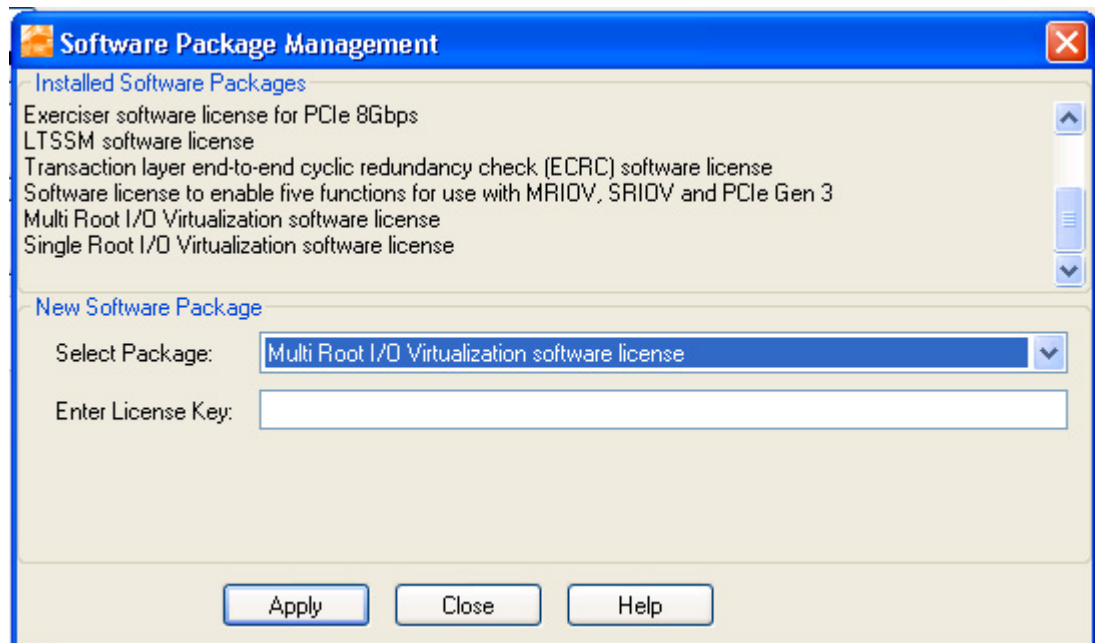 Software Package Management
Installed Software Packages
Exerciser software license for PCIe 8Gbps
LTSSM software license
Transaction layer end-to-end cyclic redundancy check (ECRC) software license
Software license to enable five functions for use with MRIOV, SRIOV and PCIe Gen 3
Multi Root I/O Virtualization software license
Single Root I/O Virtualization software license
New Software Package
Select Package: Multi Root I/O Virtualization software license
Enter License Key:
Apply Close Help